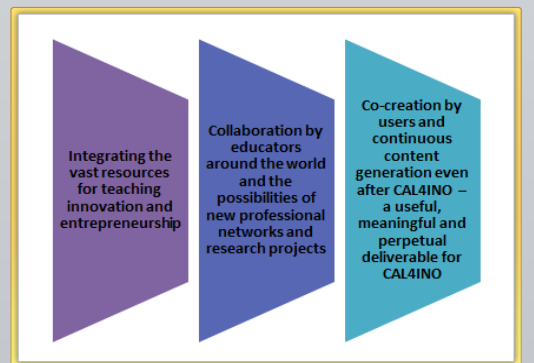 Integrating the
vast resources
for teaching
innovation and
entrepreneurship
Collaboration by
educators
around the world
and the
possibilities of
new professional
networks and
research projects
Co-creation by
users and
continuous
content
generation even
after CAL4INO –
a useful,
meaningful and
perpetual
deliverable for
CAL4INO